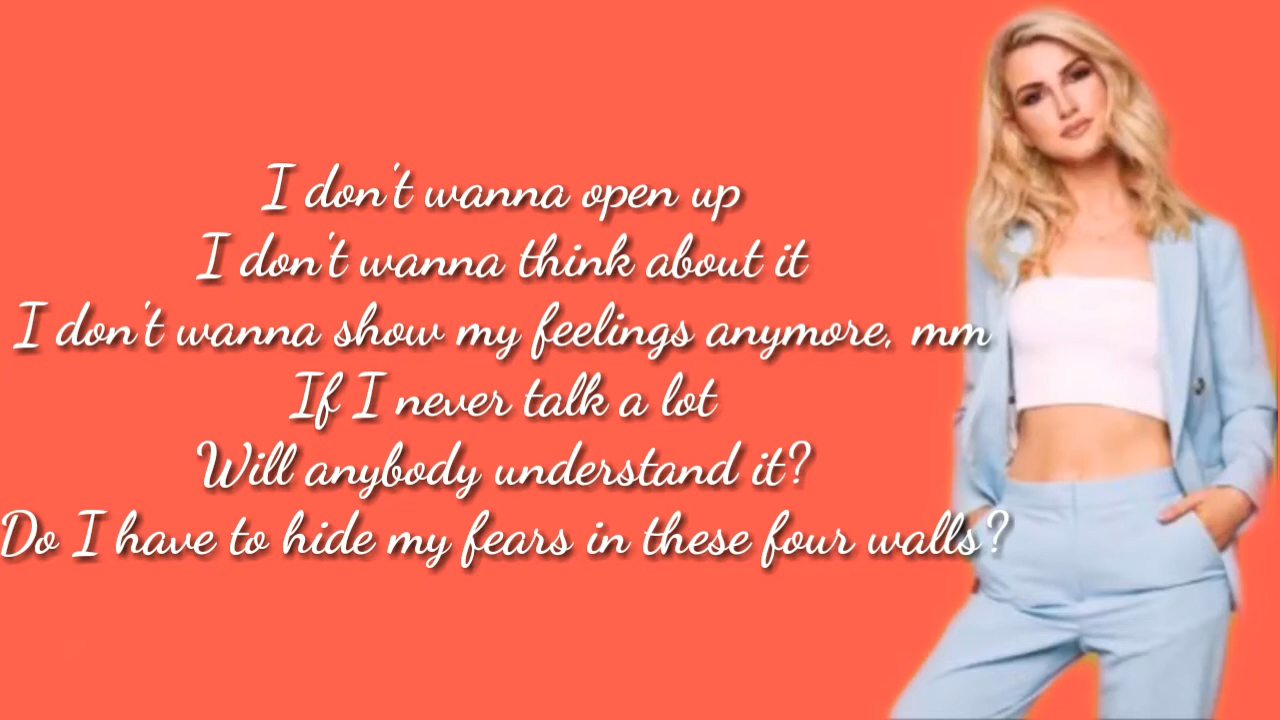 I don't wanna open up
I don't wanna think about it
I don't wanna show my feelings anymore, mm
If I never talk a lot
Will anybody understand it?
Do I have to hide my fears in these four walls?